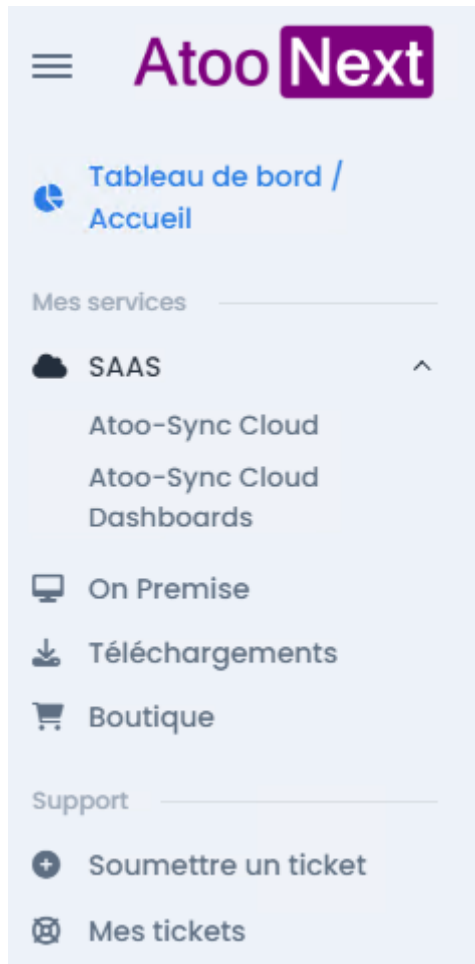 Atoo Next
Tableau de bord /
Accueil
Mes services
SAAS
Atoo-Sync Cloud
Atoo-Sync Cloud
Dashboards
On Premise
Téléchargements
Boutique
Support
Soumettre un ticket
Mes tickets